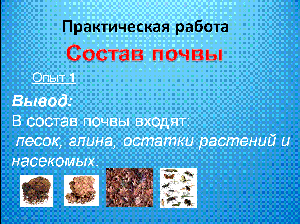 Практическая работа
Состав почвы
Опыт 1
Вывод:
В состав почвы входят:
песок, глина, остатки растений и
насекомых.